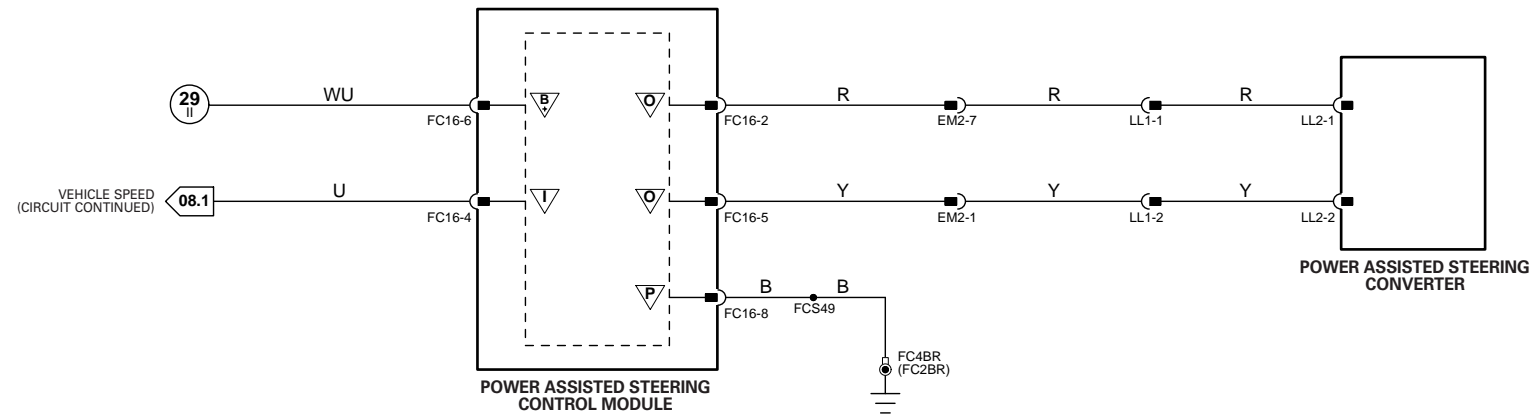 29
II
WU
FC16-6
B
+
O
FC16-2
R
EM2-7
R
LL1-1
R
LL2-1
VEHICLE SPEED
(CIRCUIT CONTINUED)
08.1
U
FC16-4
I
O
FC16-5
Y
EM2-1
Y
LL1-2
Y
LL2-2
POWER ASSISTED STEERING
CONVERTER
P
FC16-8
B
FCS49
B
FC4BR
(FC2BR)
POWER ASSISTED STEERING
CONTROL MODULE